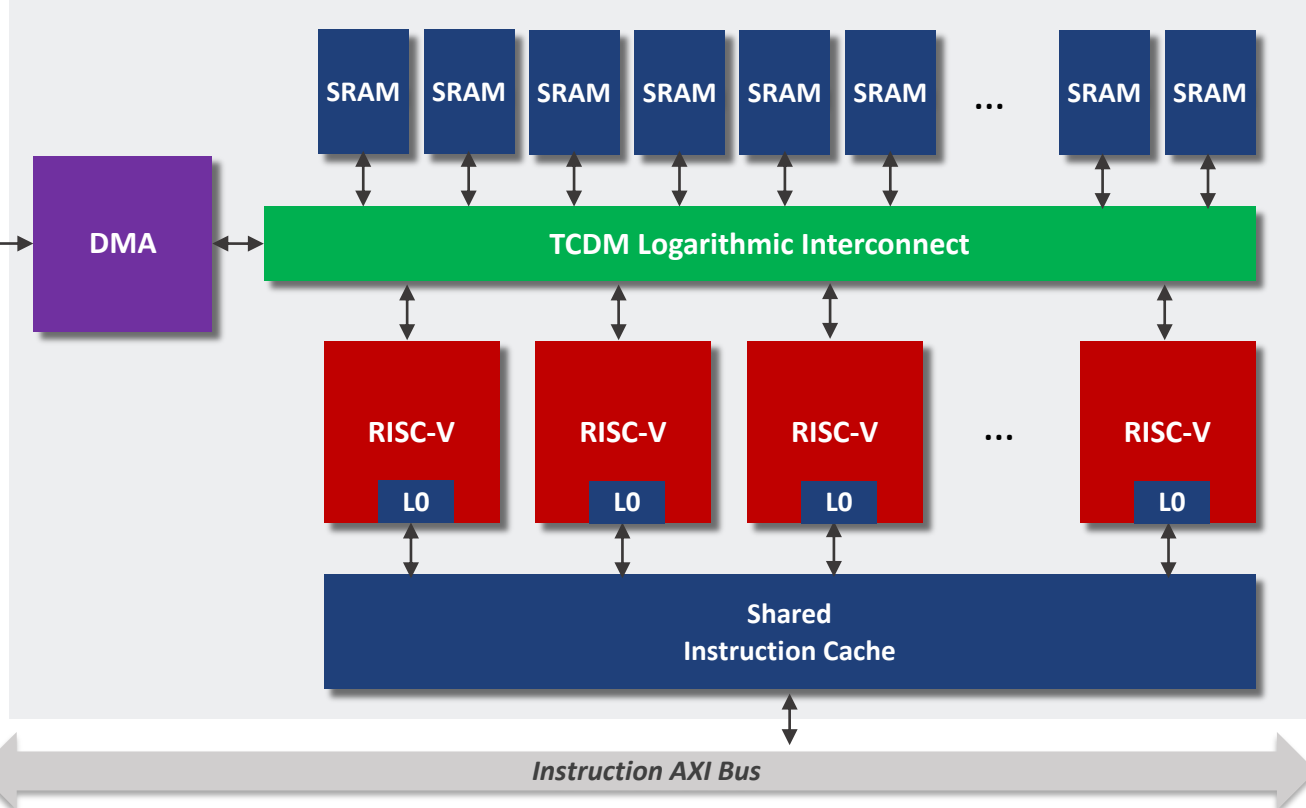 SRAM SRAM SRAM SRAM SRAM SRAM ... SRAM SRAM
DMA
TCDM Logarithmic Interconnect
RISC-V RISC-V RISC-V ... RISC-V
L0 L0 L0 L0
Shared
Instruction Cache
Instruction AXI Bus